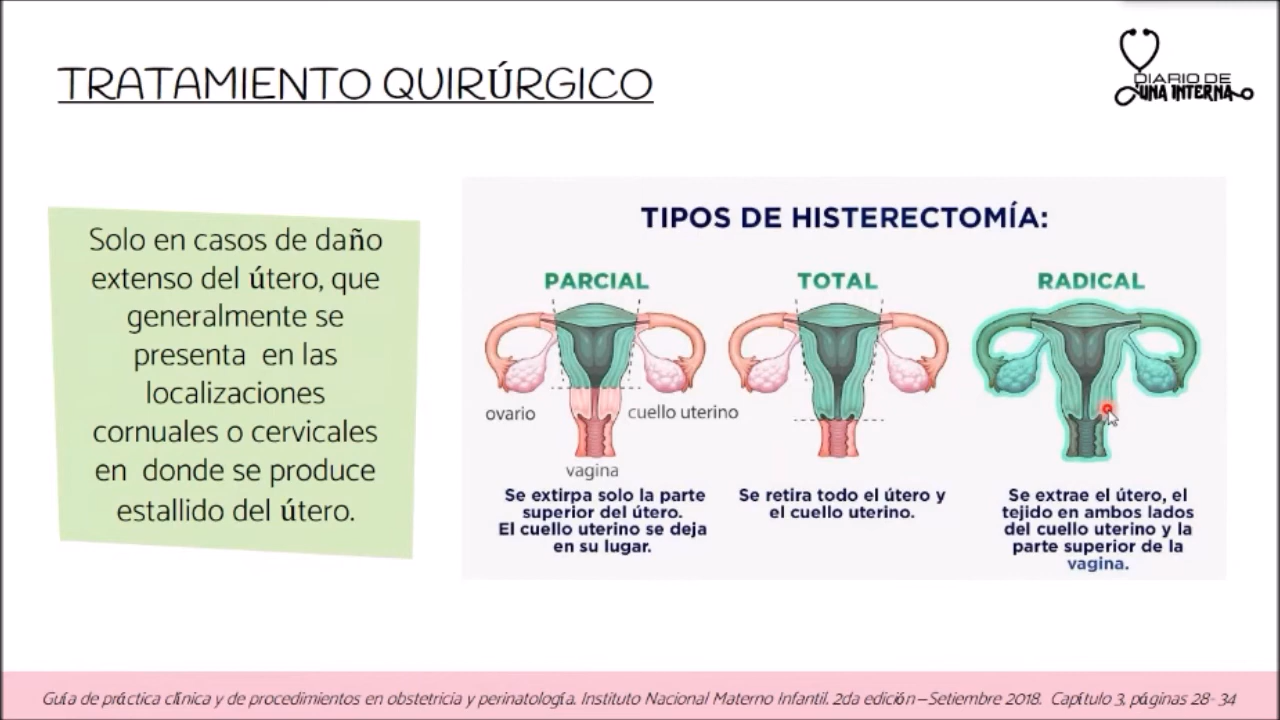 TRATAMIENTO QUIRÚRGICO
DIARIO DE
UNA INTERNA
Solo en casos de daño
extenso del útero, que
generalmente se
presenta en las
localizaciones
cornuales o cervicales
en donde se produce
estallido del útero.
TIPOS DE HISTERECTOMÍA:
PARCIAL
ovario
cuello uterino
vagina
Se extirpa solo la parte
superior del útero.
El cuello uterino se deja
en su lugar.
TOTAL
Se retira todo el útero y
el cuello uterino.
RADICAL
Se extrae el útero, el
tejido en ambos lados
del cuello uterino y la
parte superior de la
vagina.
Guía de práctica clínica y de procedimientos en obstetricia y perinatología. Instituto Nacional Materno Infantil. 2da edición – Setiembre 2018. Capítulo 3, páginas 28- 34